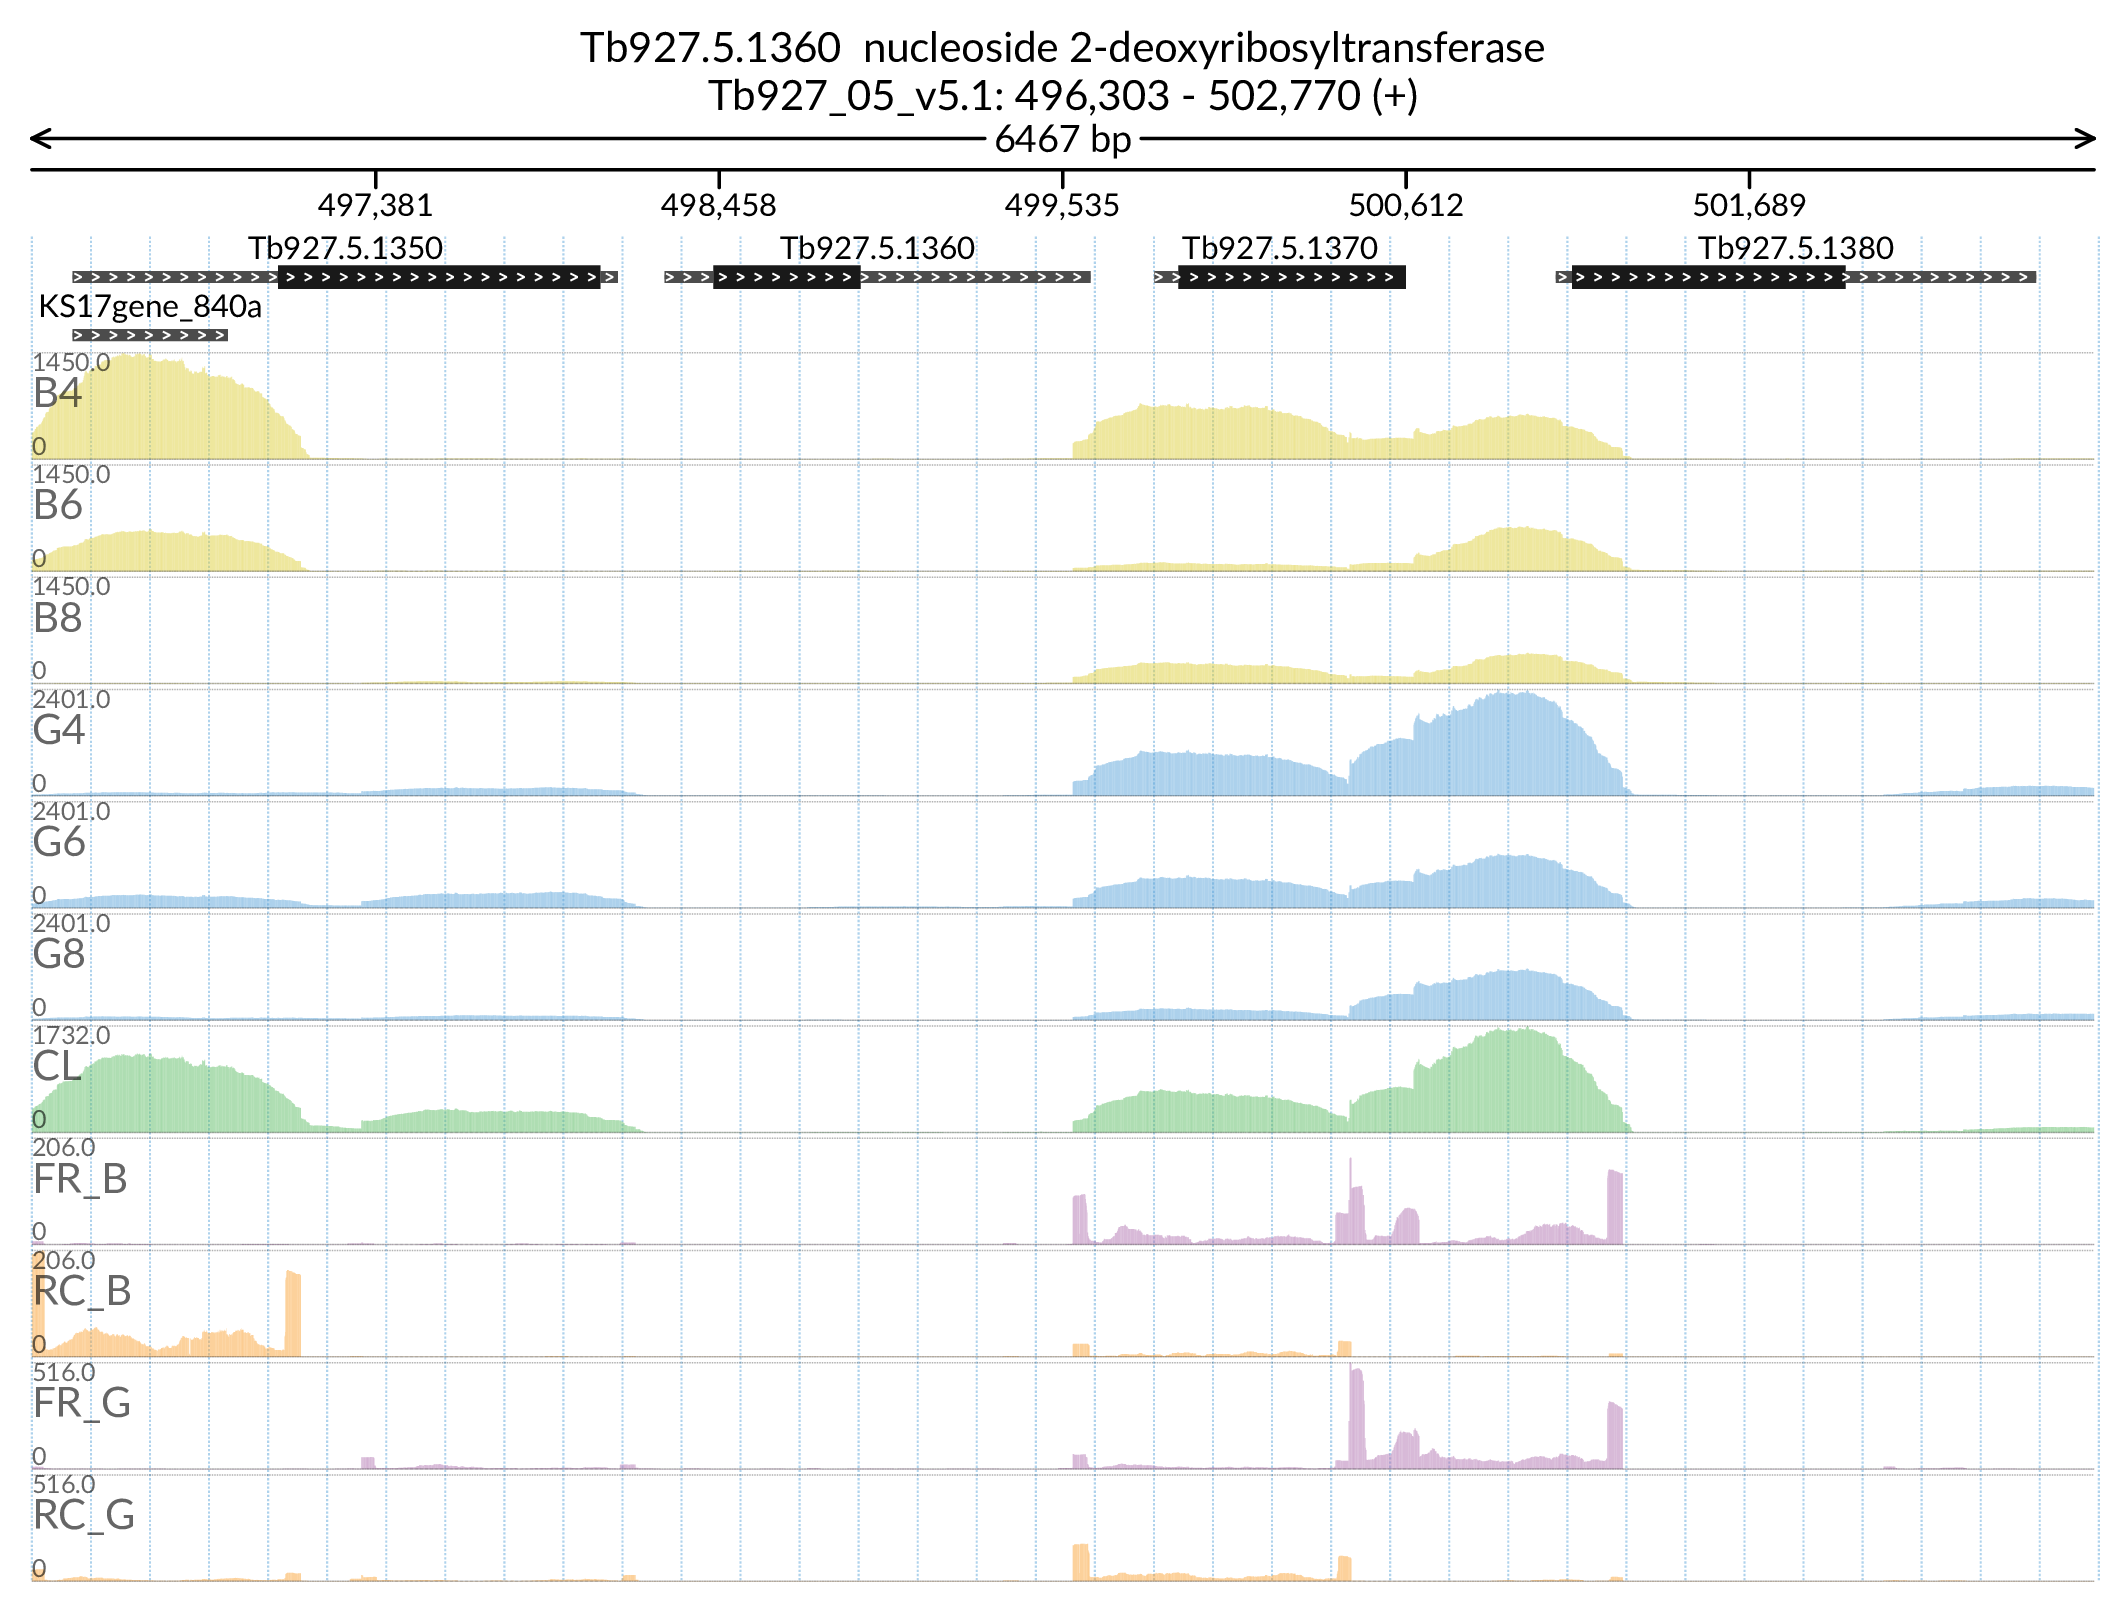 Tb927.5.1360  nucleoside 2-deoxyribosyltransferase
Tb927_05_v5.1: 496,303 - 502,770 (+)
6467 bp
497,381 498,458 499,535 500,612 501,689
Tb927.5.1350 Tb927.5.1360 Tb927.5.1370 Tb927.5.1380
KS17gene_840a
1450.0
B4
0
1450.0
B6
0
1450.0
B8
0
2401.0
G4
0
2401.0
G6
0
2401.0
G8
0
1732.0
CL
0
206.0
FR_B
0
206.0
RC_B
0
516.0
FR_G
0
516.0
RC_G
0